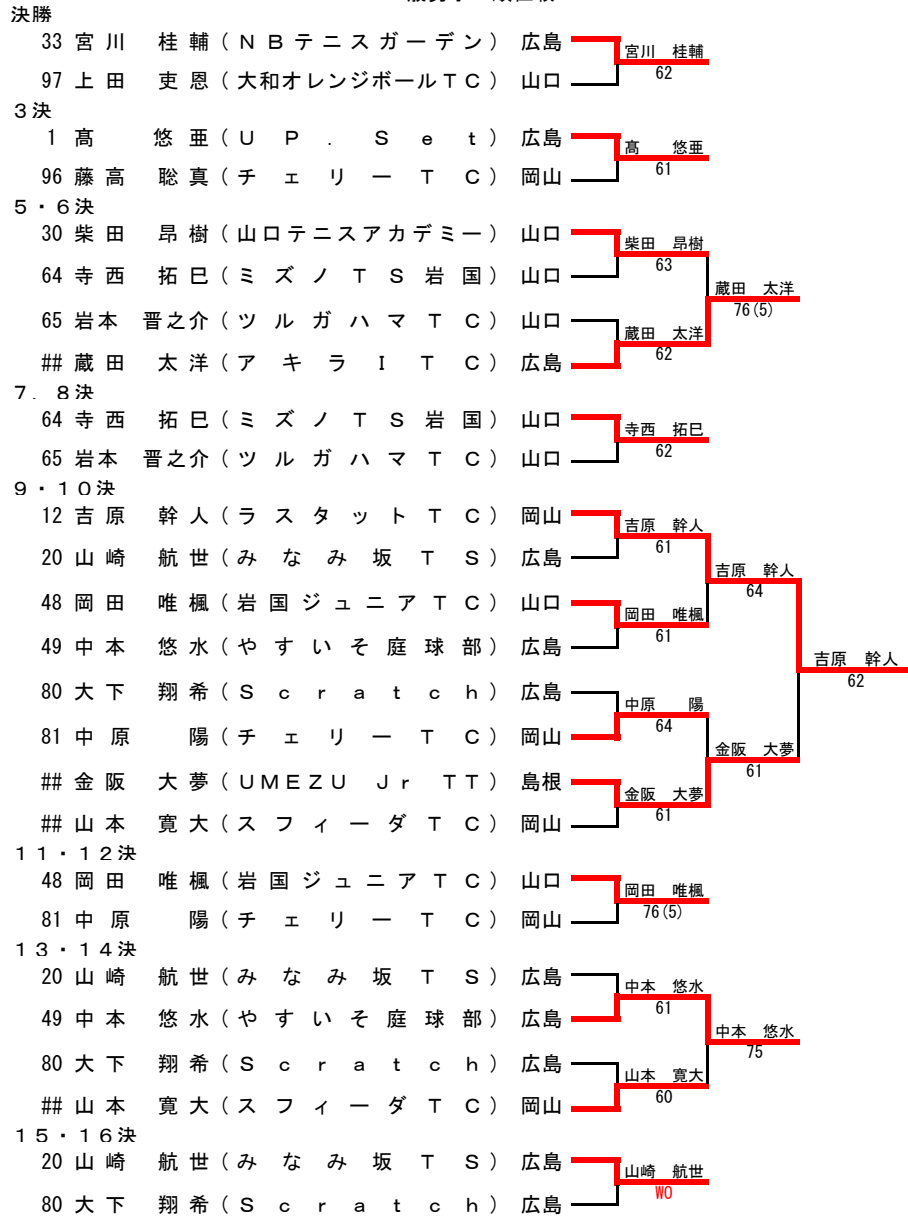 決勝
33 宮川 桂輔(NBテニスガーデン) 広島
宮川 桂輔
62
97 上田 吏恩(大和オレンジボールTC) 山口
3決
1 髙 悠亜(UP.Set) 広島
髙 悠亜
61
96 藤高 聡真(チェリーTC) 岡山
5・6決
30 柴田 昂樹(山口テニスアカデミー) 山口
柴田 昂樹
63
64 寺西 拓巳(ミズノTS岩国) 山口
蔵田 太洋
76(5)
65 岩本 晋之介(ツルガハマTC) 山口
蔵田 太洋
62
## 蔵田 太洋(アキラITC) 広島
7.8決
64 寺西 拓巳(ミズノTS岩国) 山口
寺西 拓巳
62
65 岩本 晋之介(ツルガハマTC) 山口
9・10決
12 吉原 幹人(ラスタットTC) 岡山
吉原 幹人
61
20 山崎 航世(みなみ坂TS) 広島
吉原 幹人
64
48 岡田 唯楓(岩国ジュニアTC) 山口
岡田 唯楓
61
49 中本 悠水(やすいそ庭球部) 広島
吉原 幹人
62
80 大下 翔希(Scratch) 広島
中原 陽
64
81 中原 陽(チェリーTC) 岡山
金阪 大夢
61
## 金阪 大夢(UMEZU Jr TT) 島根
金阪 大夢
61
## 山本 寛大(スフィーダTC) 岡山
11・12決
48 岡田 唯楓(岩国ジュニアTC) 山口
岡田 唯楓
76(5)
81 中原 陽(チェリーTC) 岡山
13・14決
20 山崎 航世(みなみ坂TS) 広島
中本 悠水
61
49 中本 悠水(やすいそ庭球部) 広島
中本 悠水
75
80 大下 翔希(Scratch) 広島
山本 寛大
60
## 山本 寛大(スフィーダTC) 岡山
15・16決
20 山崎 航世(みなみ坂TS) 広島
山崎 航世
WO
80 大下 翔希(Scratch) 広島